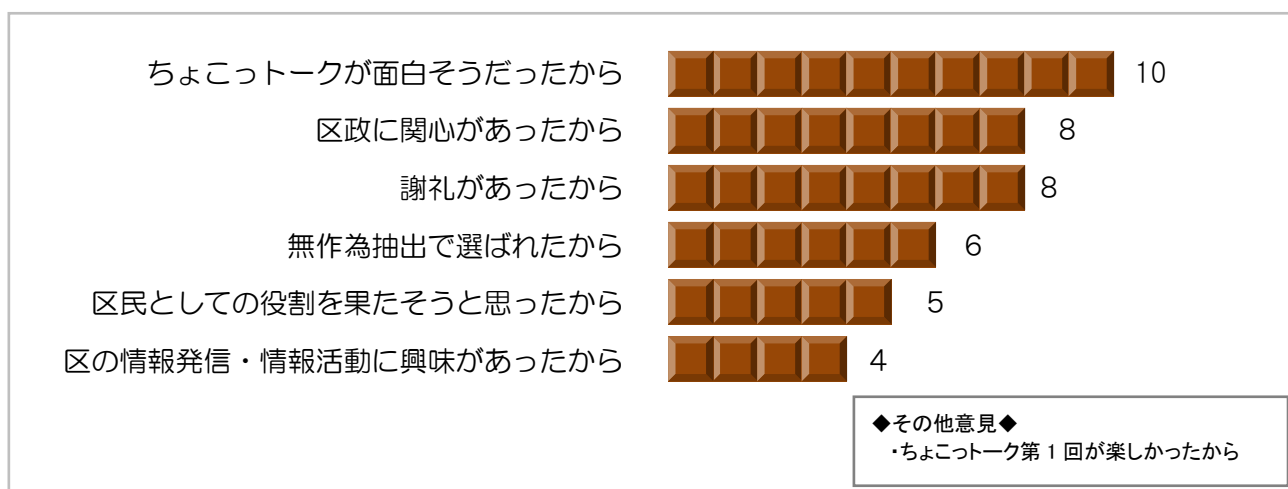 ちょこっトークが面白そうだったから 10
区政に関心があったから 8
謝礼があったから 8
無作為抽出で選ばれたから 6
区民としての役割を果たそうと思ったから 5
区の情報発信・情報活動に興味があったから 4
◆その他意見◆
・ちょこっトーク第1回が楽しかったから